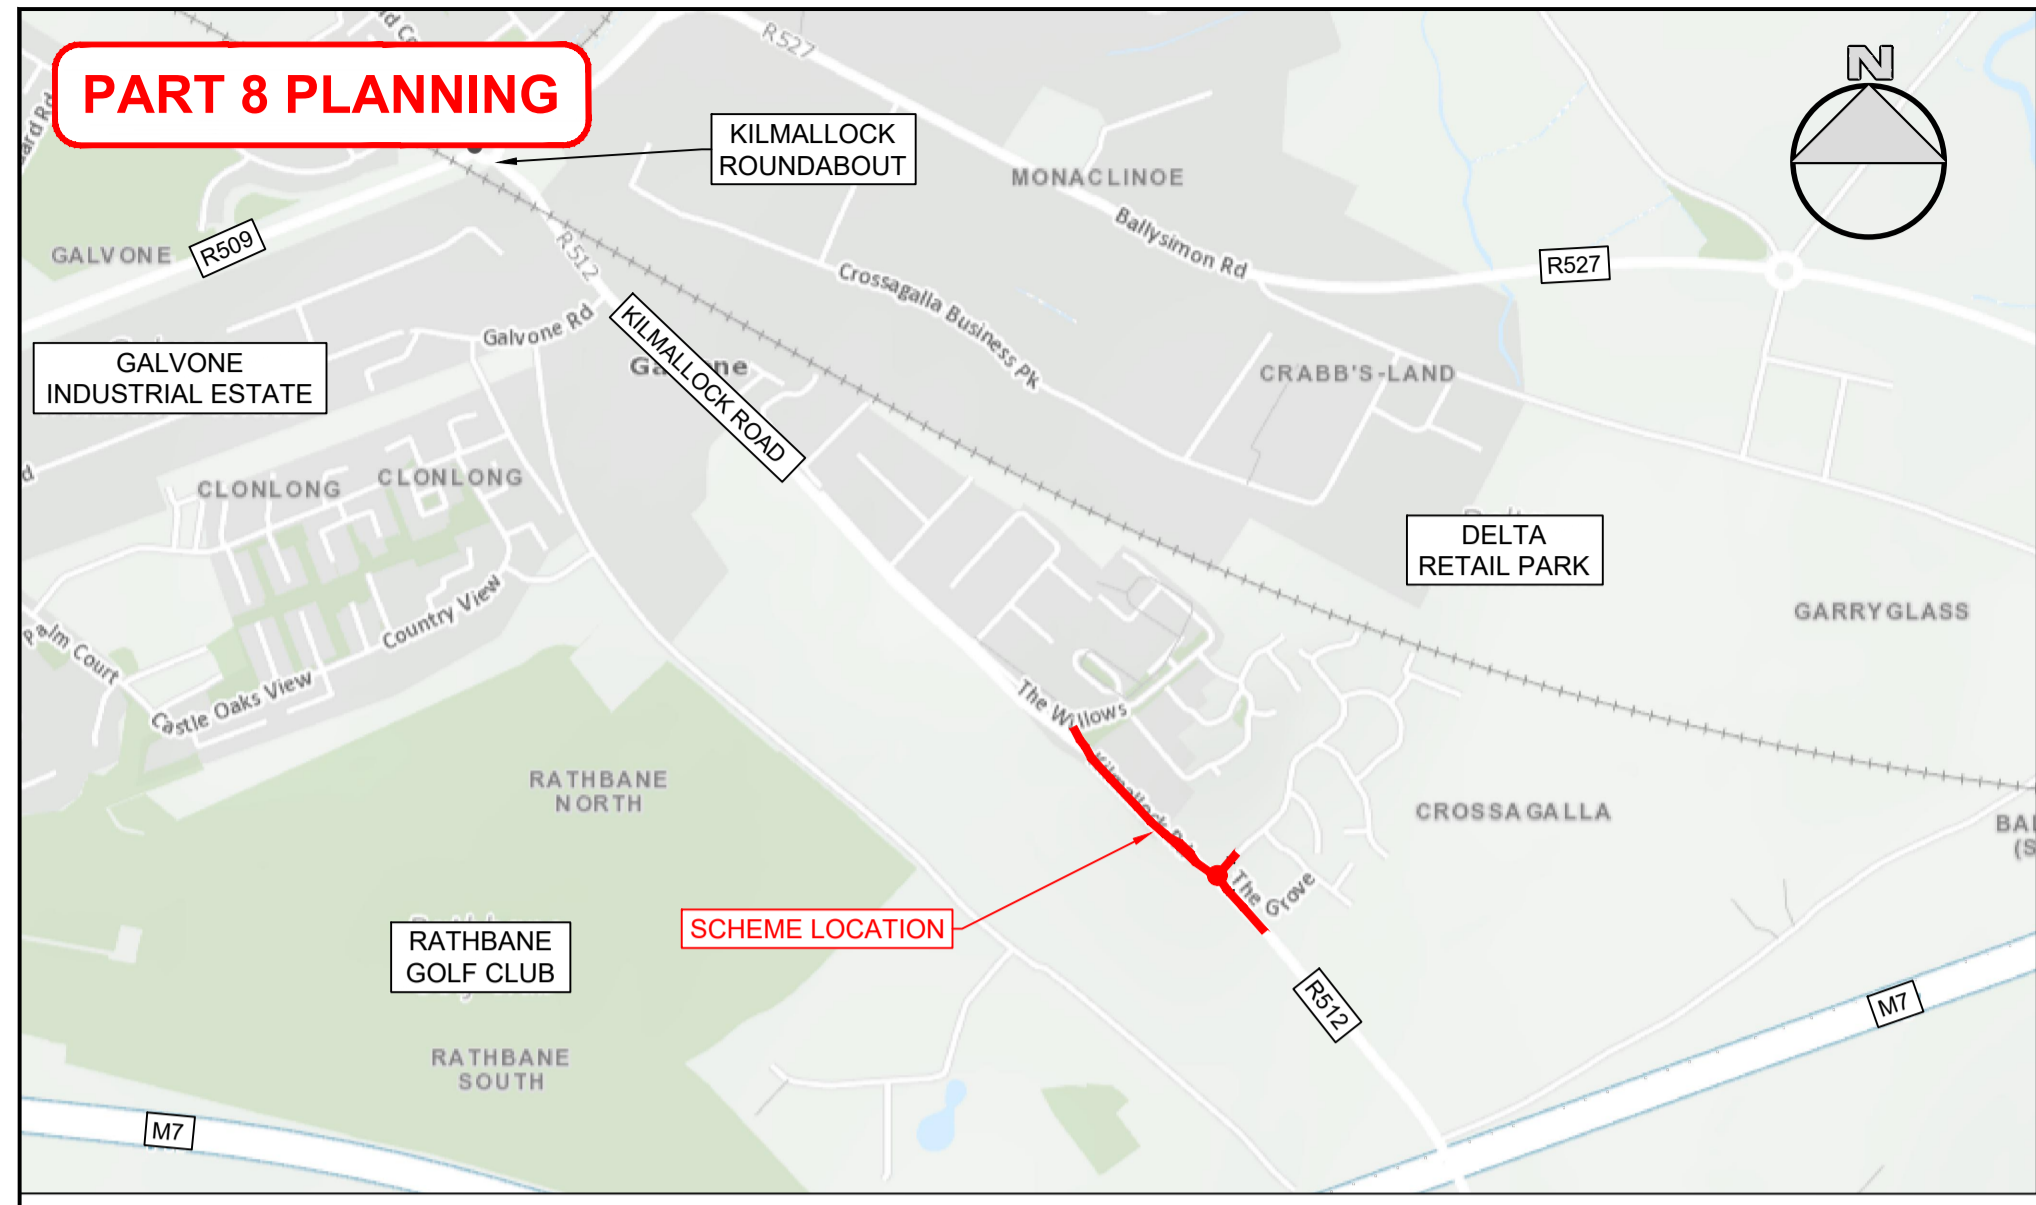 PART 8 PLANNING
N
R527
KILMALLOCK
ROUNDABOUT
MONACLINOE
GALVONE
R509
R512
Ballysimon Rd
R527
Crossagalla Business Pk
Galvone Rd
KILMALLOCK ROAD
GALVONE
INDUSTRIAL ESTATE
CRABB'S-LAND
CLONLONG
CLONLONG
DELTA
RETAIL PARK
GARRYGLASS
Palm Court
Country View
Castle Oaks View
The Willows
RATHBANE
NORTH
CROSSAGALLA
The Grove
SCHEME LOCATION
RATHBANE
GOLF CLUB
R512
M7
RATHBANE
SOUTH
M7